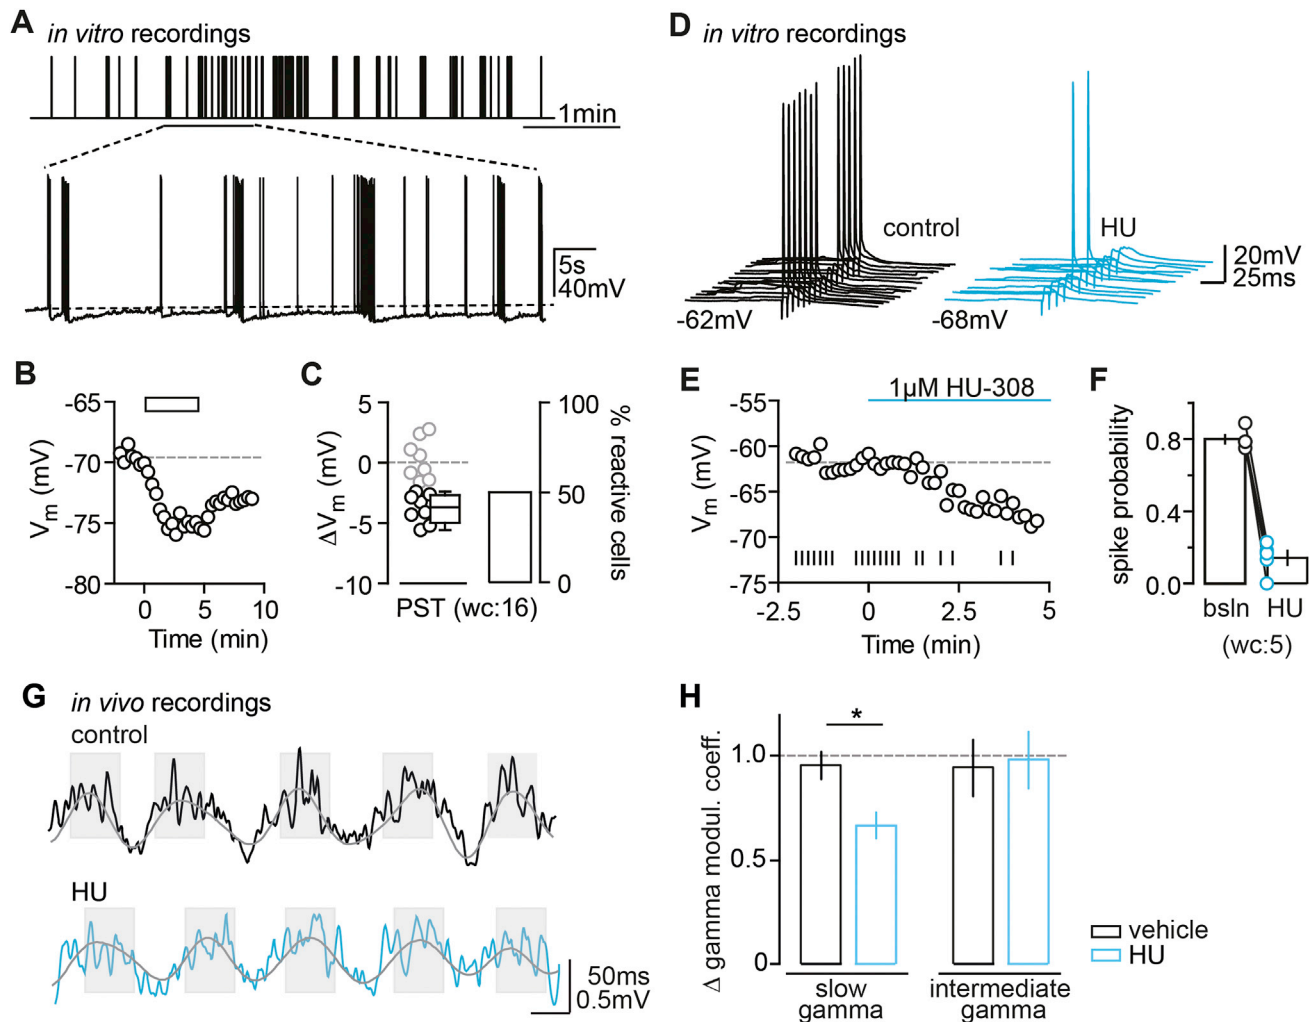 A
in vitro recordings
1min
5s
40mV
D
in vitro recordings
control
HU
20mV
25ms
-62mV
-68mV
B
-65
-70
-75
-80
Vm (mV)
0
5
10
Time (min)
C
5
0
-5
-10
ΔVm (mV)
100
50
0
% reactive cells
PST (wc:16)
E
1µM HU-308
-55
-60
-65
-70
-75
Vm (mV)
-2.5
0
2.5
5
Time (min)
F
spike probability
0.8
0.4
0.0
bsln
HU
(wc:5)
G
in vivo recordings
control
HU
50ms
0.5mV
H
*
Δ gamma modul. coeff.
1.0
0.5
0
slow
gamma
intermediate
gamma
vehicle
HU